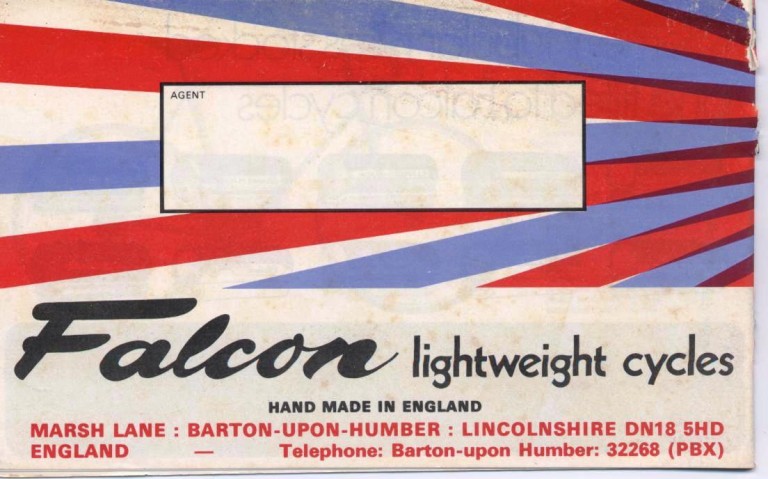 AGENT
Falcon lightweight cycles
HAND MADE IN ENGLAND
MARSH LANE : BARTON-UPON-HUMBER : LINCOLNSHIRE DN18 5HD
ENGLAND — Telephone: Barton-upon Humber: 32268 (PBX)